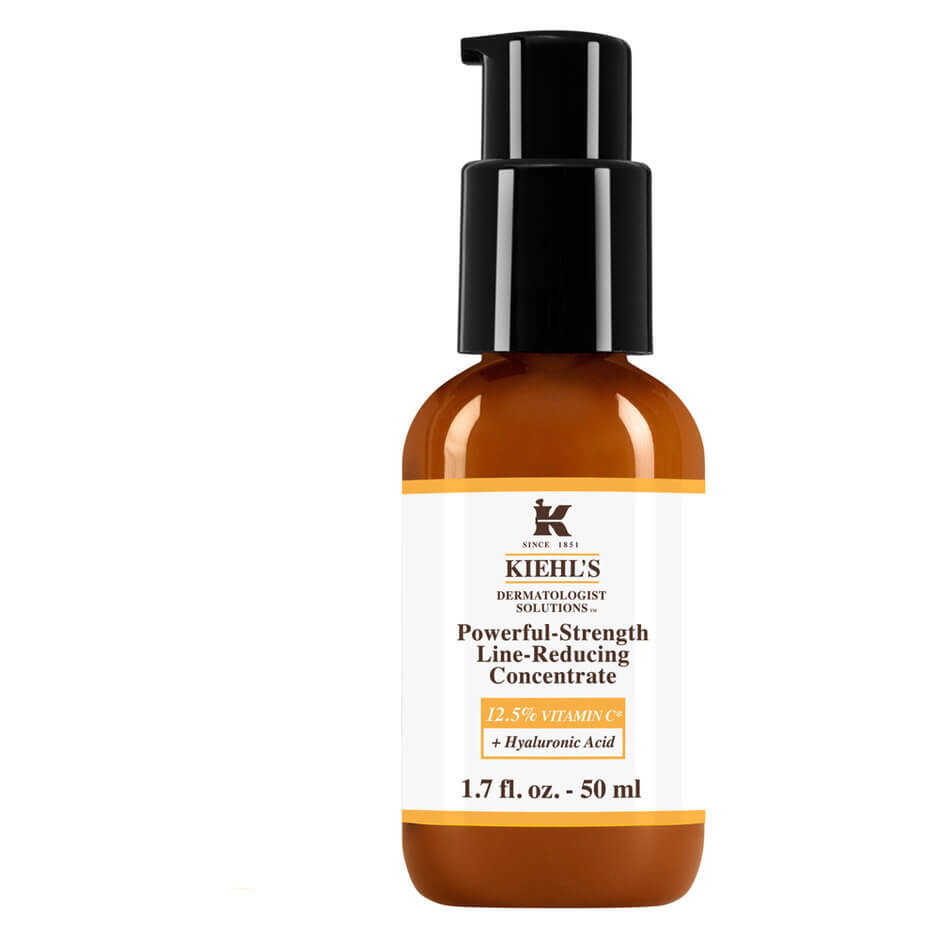 K
SINCE 1851
KIEHL'S
DERMATOLOGIST
SOLUTIONS™
Powerful-Strength
Line-Reducing
Concentrate
12.5% VITAMIN C*
+ Hyaluronic Acid
1.7 fl. oz. - 50 ml